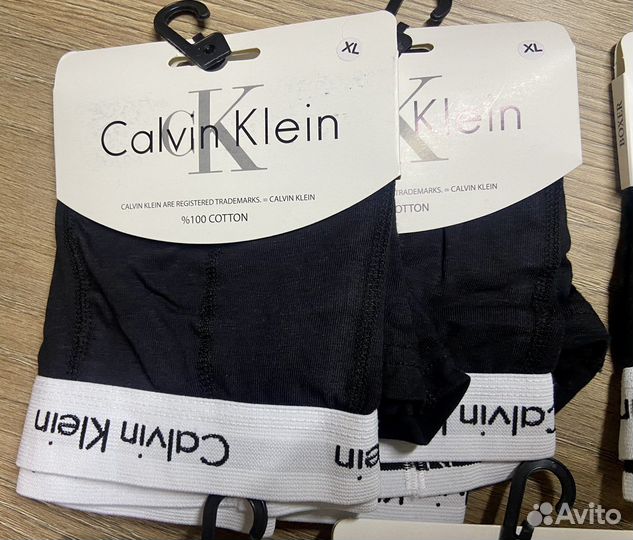 XL
CK
Calvin Klein
CALVIN KLEIN ARE REGISTERED TRADEMARKS. = CALVIN KLEIN
%100 COTTON
XL
K
Klein
TRADEMARKS. = CALVIN KLEIN
COTTON
BOXER
Calvin Klein
in
Calvin Klein
Avito